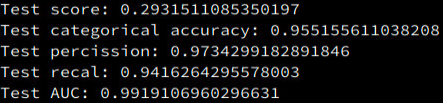 Test score: 0.2931511085350197
Test categorical accuracy: 0.955155611038208
Test percission: 0.9734299182891846
Test recal: 0.9416264295578003
Test AUC: 0.9919106960296631